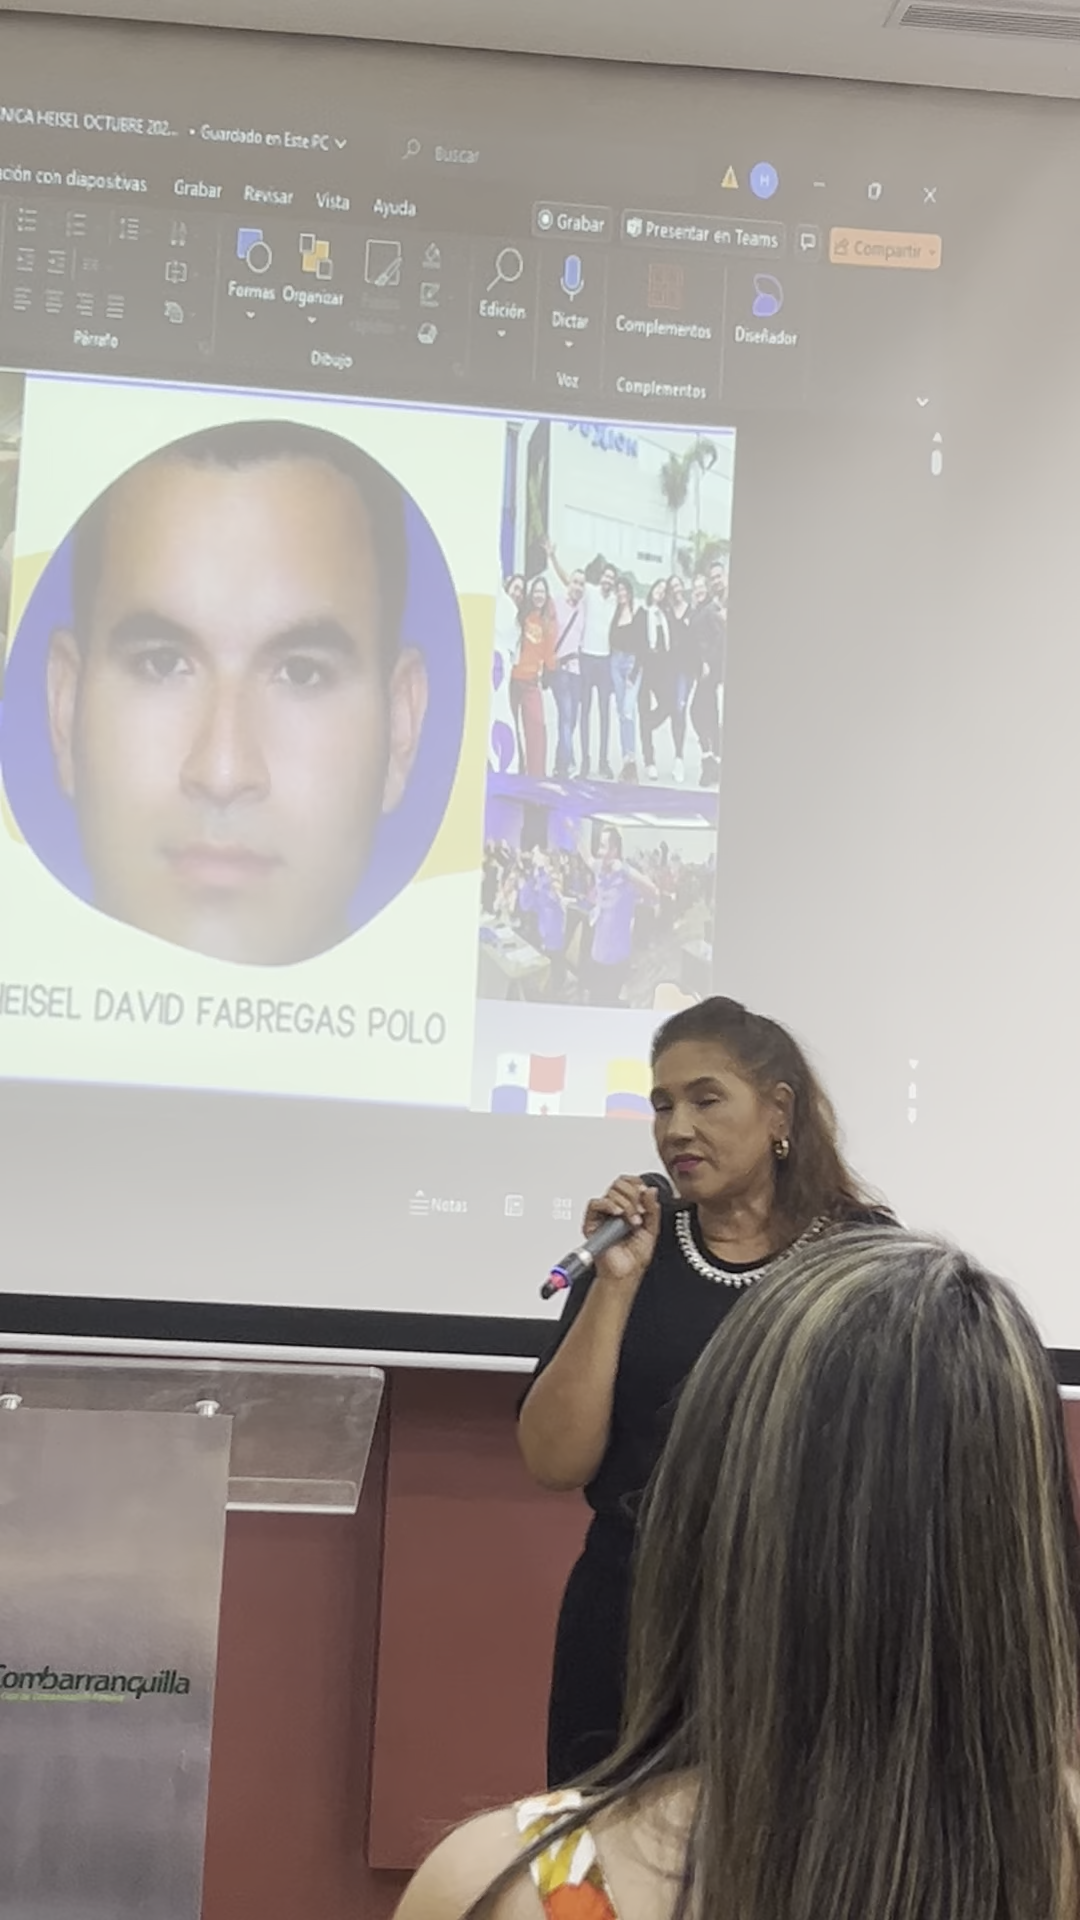 NICA HEISEL OCTUBRE 202... • Guardado en Este PC
Buscar
ción con diapositivas Grabar Revisar Vista Ayuda
Grabar
Presentar en Teams
Compartir
H
Formas
Organizar
Edición
Dictar
Complementos
Diseñador
Párrafo
Dibujo
Voz
Complementos
HEISEL DAVID FABREGAS POLO
Notas
Combarranquilla